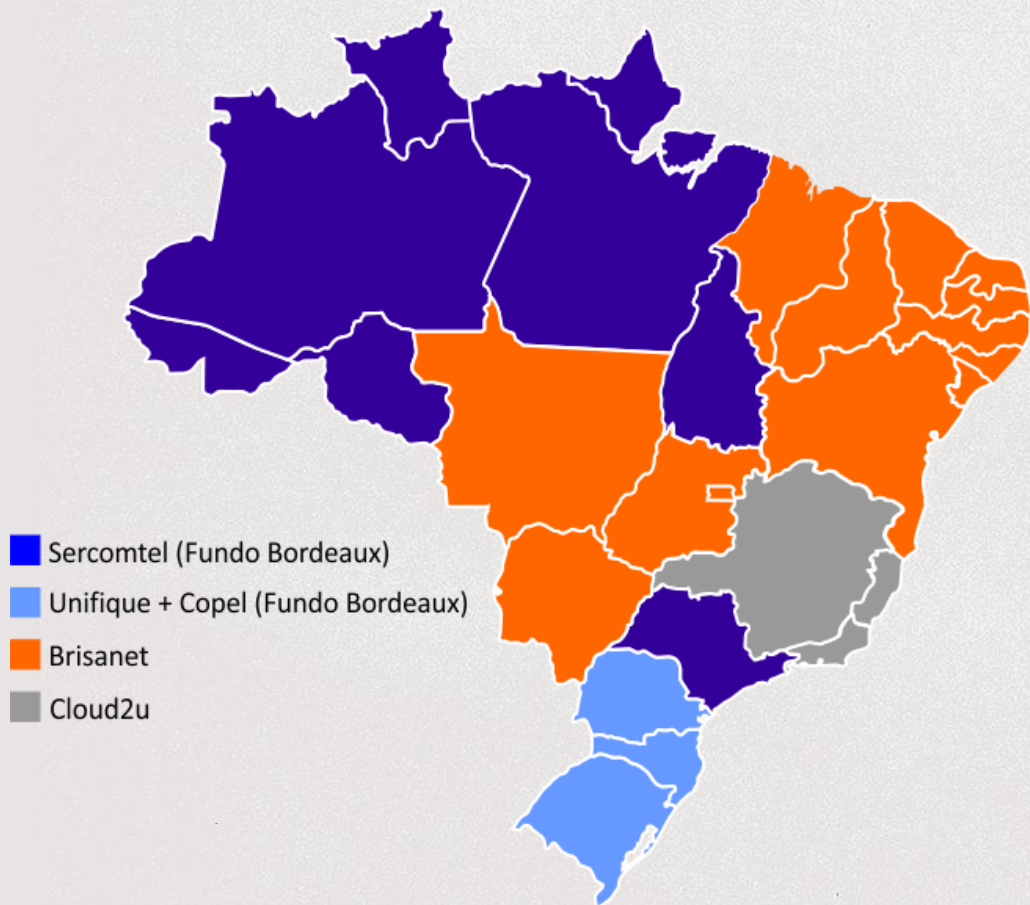 Sercomtel (Fundo Bordeaux)
Unifique + Copel (Fundo Bordeaux)
Brisanet
Cloud2u